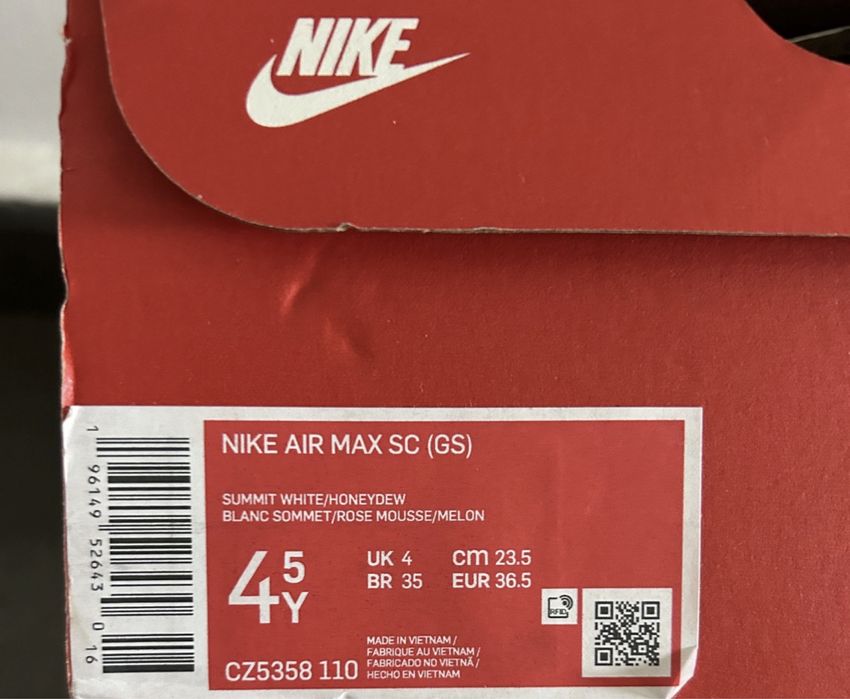 NIKE
NIKE AIR MAX SC (GS)
SUMMIT WHITE/HONEYDEW
BLANC SOMMET/ROSE MOUSSE/MELON
4 5 Y
UK 4 cm 23.5
BR 35 EUR 36.5
RFID
MADE IN VIETNAM /
FABRIQUE AU VIETNAM /
FABRICADO NO VIETNÃ /
HECHO EN VIETNAM
CZ5358 110
1 96149 52643 0 16